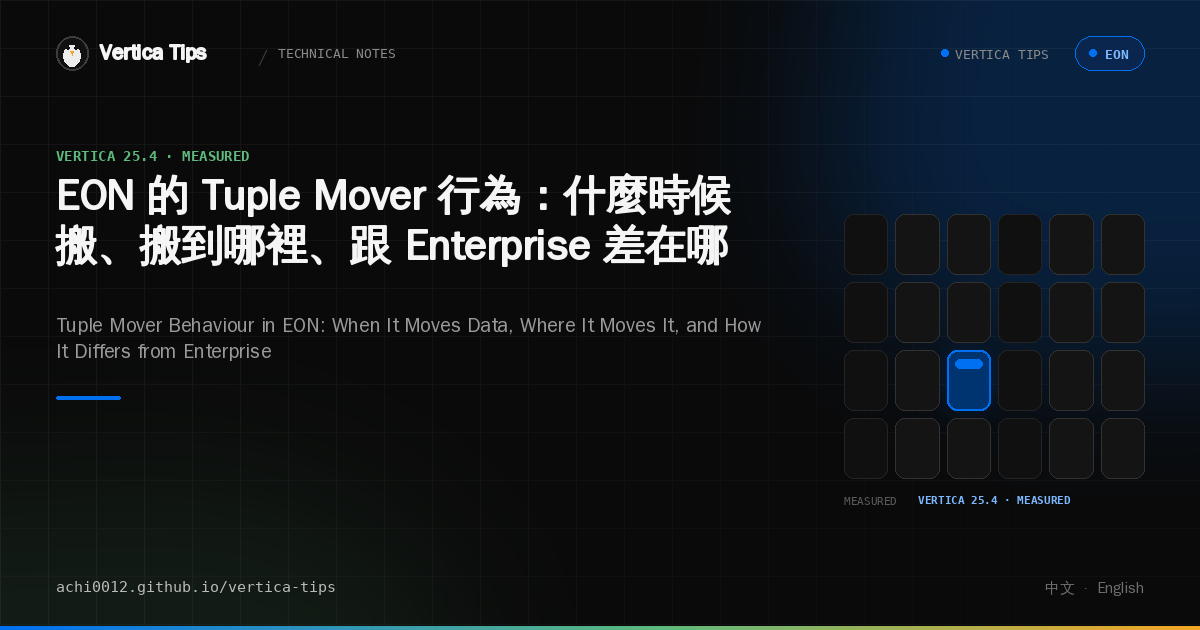 Vertica Tips
/ TECHNICAL NOTES
VERTICA TIPS
EON
VERTICA 25.4 · MEASURED
EON 的 Tuple Mover 行為：什麼時候
搬、搬到哪裡、跟 Enterprise 差在哪
Tuple Mover Behaviour in EON: When It Moves Data, Where It Moves It, and How
It Differs from Enterprise
MEASURED
VERTICA 25.4 · MEASURED
achi0012.github.io/vertica-tips
中文 · English